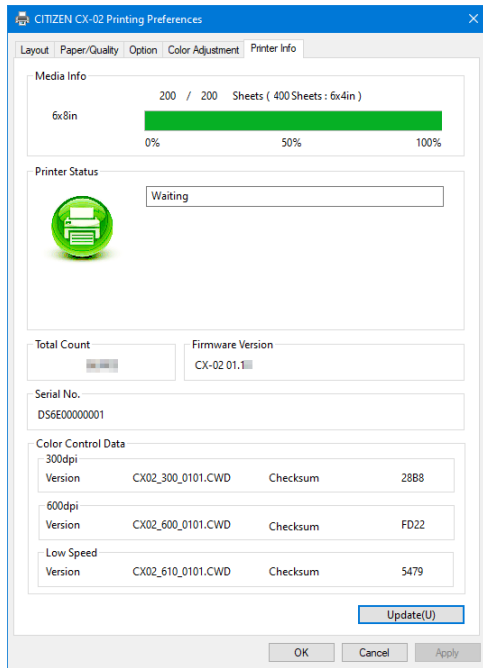 CITIZEN CX-02 Printing Preferences
Layout Paper/Quality Option Color Adjustment Printer Info
Media Info
200 / 200 Sheets ( 400 Sheets : 6x4in )
6x8in
0% 50% 100%
Printer Status
Waiting
Total Count Firmware Version
CX-02 01.1
Serial No.
DS6E00000001
Color Control Data
300dpi
Version CX02_300_0101.CWD Checksum 28B8
600dpi
Version CX02_600_0101.CWD Checksum FD22
Low Speed
Version CX02_610_0101.CWD Checksum 5479
Update(U)
OK Cancel Apply